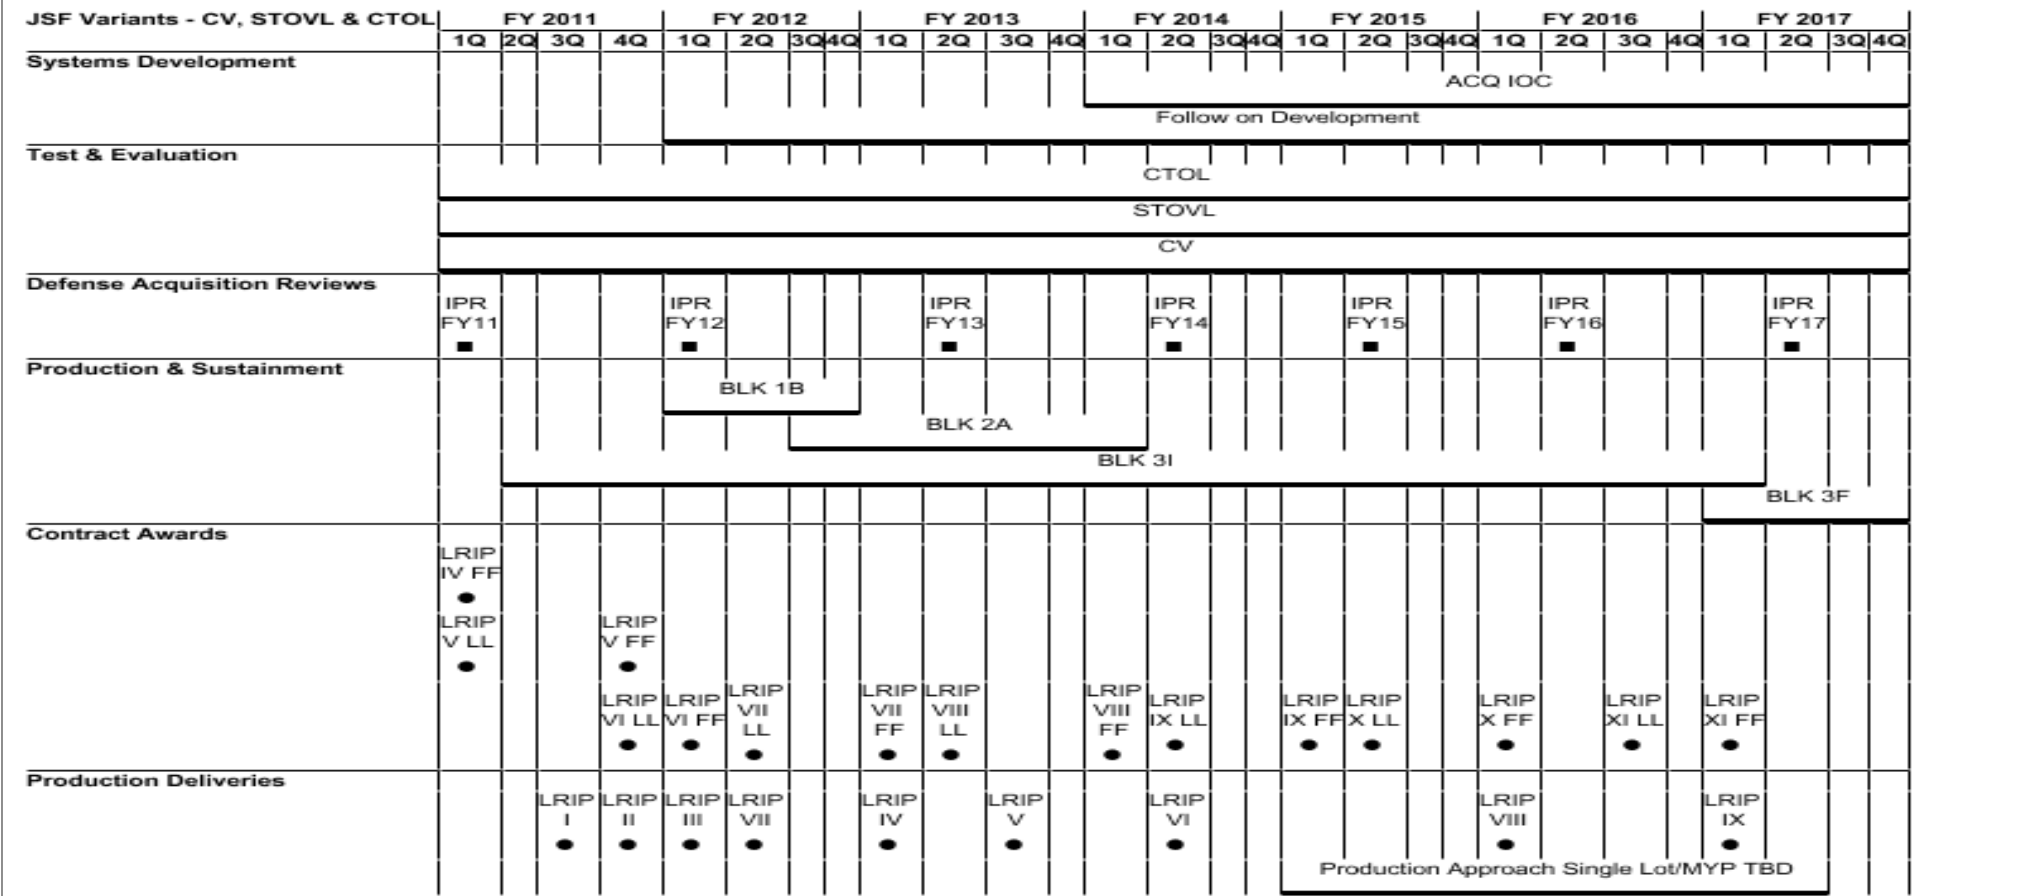 JSF Variants - CV, STOVL & CTOL FY 2011 FY 2012 FY 2013 FY 2014 FY 2015 FY 2016 FY 2017
1Q 2Q 3Q 4Q 1Q 2Q 3Q 4Q 1Q 2Q 3Q 4Q 1Q 2Q 3Q 4Q 1Q 2Q 3Q 4Q 1Q 2Q 3Q 4Q 1Q 2Q 3Q 4Q
Systems Development
ACQ IOC
Follow on Development
Test & Evaluation
CTOL
STOVL
CV
Defense Acquisition Reviews
IPR IPR IPR IPR IPR IPR IPR
FY11 FY12 FY13 FY14 FY15 FY16 FY17
Production & Sustainment
BLK 1B
BLK 2A
BLK 3I
BLK 3F
Contract Awards
LRIP
IV FF
LRIP LRIP
V LL V FF
LRIP LRIP LRIP LRIP LRIP LRIP LRIP LRIP LRIP LRIP LRIP LRIP
VI LL VI FF VII LL VII FF VIII LL VIII FF IX LL IX FF X LL X FF XI LL XI FF
Production Deliveries
LRIP LRIP LRIP LRIP LRIP LRIP LRIP LRIP LRIP
I II III VII IV V VI VIII IX
Production Approach Single Lot/MYP TBD